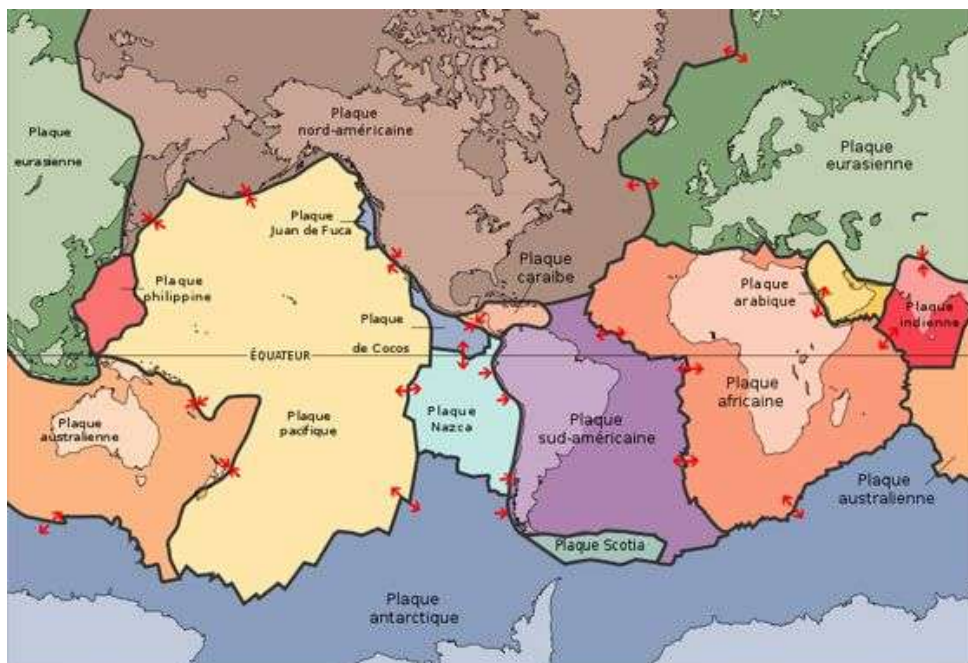 Plaque
nord-américaine
Plaque
eurasienne
Plaque
eurasienne
Plaque
Juan de Fuca
Plaque
caraïbe
Plaque
philippine
Plaque
arabique
Plaque
indienne
Plaque
de Cocos
ÉQUATEUR
Plaque
africaine
Plaque
australienne
Plaque
pacifique
Plaque
Nazca
Plaque
sud-américaine
Plaque
australienne
Plaque Scotia
Plaque
antarctique